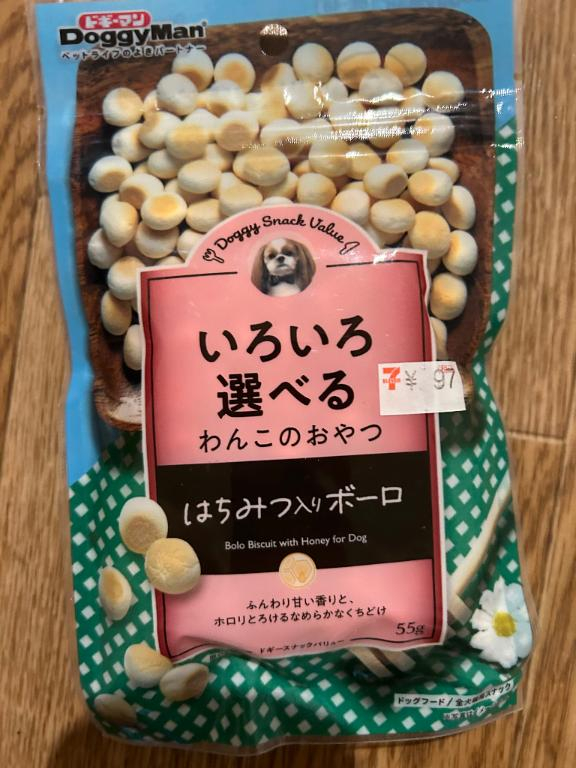 ドギーマン
DoggyMan
ペットライフのよきパートナー
Doggy Snack Value
いろいろ
選べる
わんこのおやつ
7
ELEVEN
¥ 97
はちみつ入りボーロ
Bolo Biscuit with Honey for Dog
ふんわり甘い香りと、
ホロリとろけるなめらかなくちどけ
55g
ドギースナックバリュー
ドッグフード/全犬種用スナック